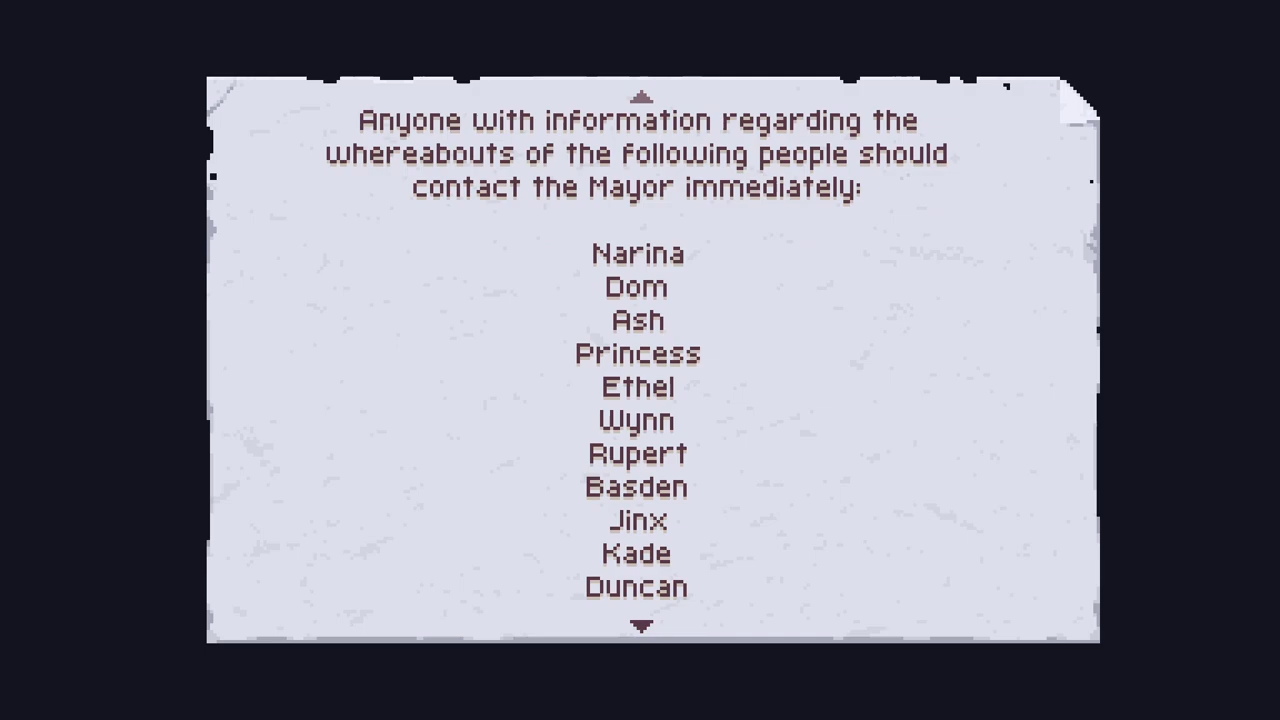 Anyone with information regarding the
whereabouts of the following people should
contact the Mayor immediately:
Narina
Dom
Ash
Princess
Ethel
Wynn
Rupert
Basden
Jinx
Kade
Duncan